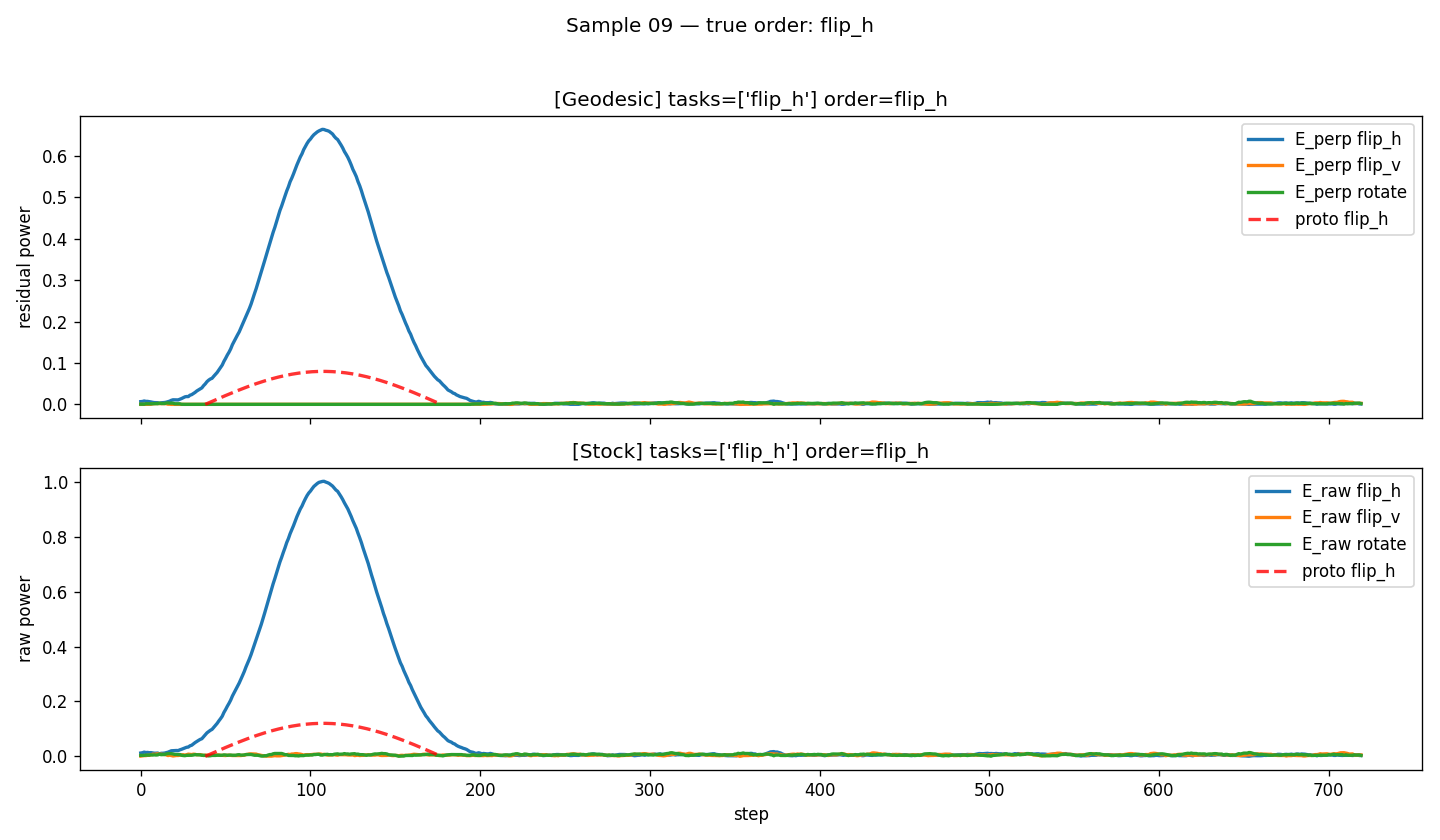 Sample 09 — true order: flip_h
[Geodesic] tasks=['flip_h'] order=flip_h
residual power
0.6
0.5
0.4
0.3
0.2
0.1
0.0
E_perp flip_h
E_perp flip_v
E_perp rotate
proto flip_h
[Stock] tasks=['flip_h'] order=flip_h
raw power
1.0
0.8
0.6
0.4
0.2
0.0
E_raw flip_h
E_raw flip_v
E_raw rotate
proto flip_h
0 100 200 300 400 500 600 700
step